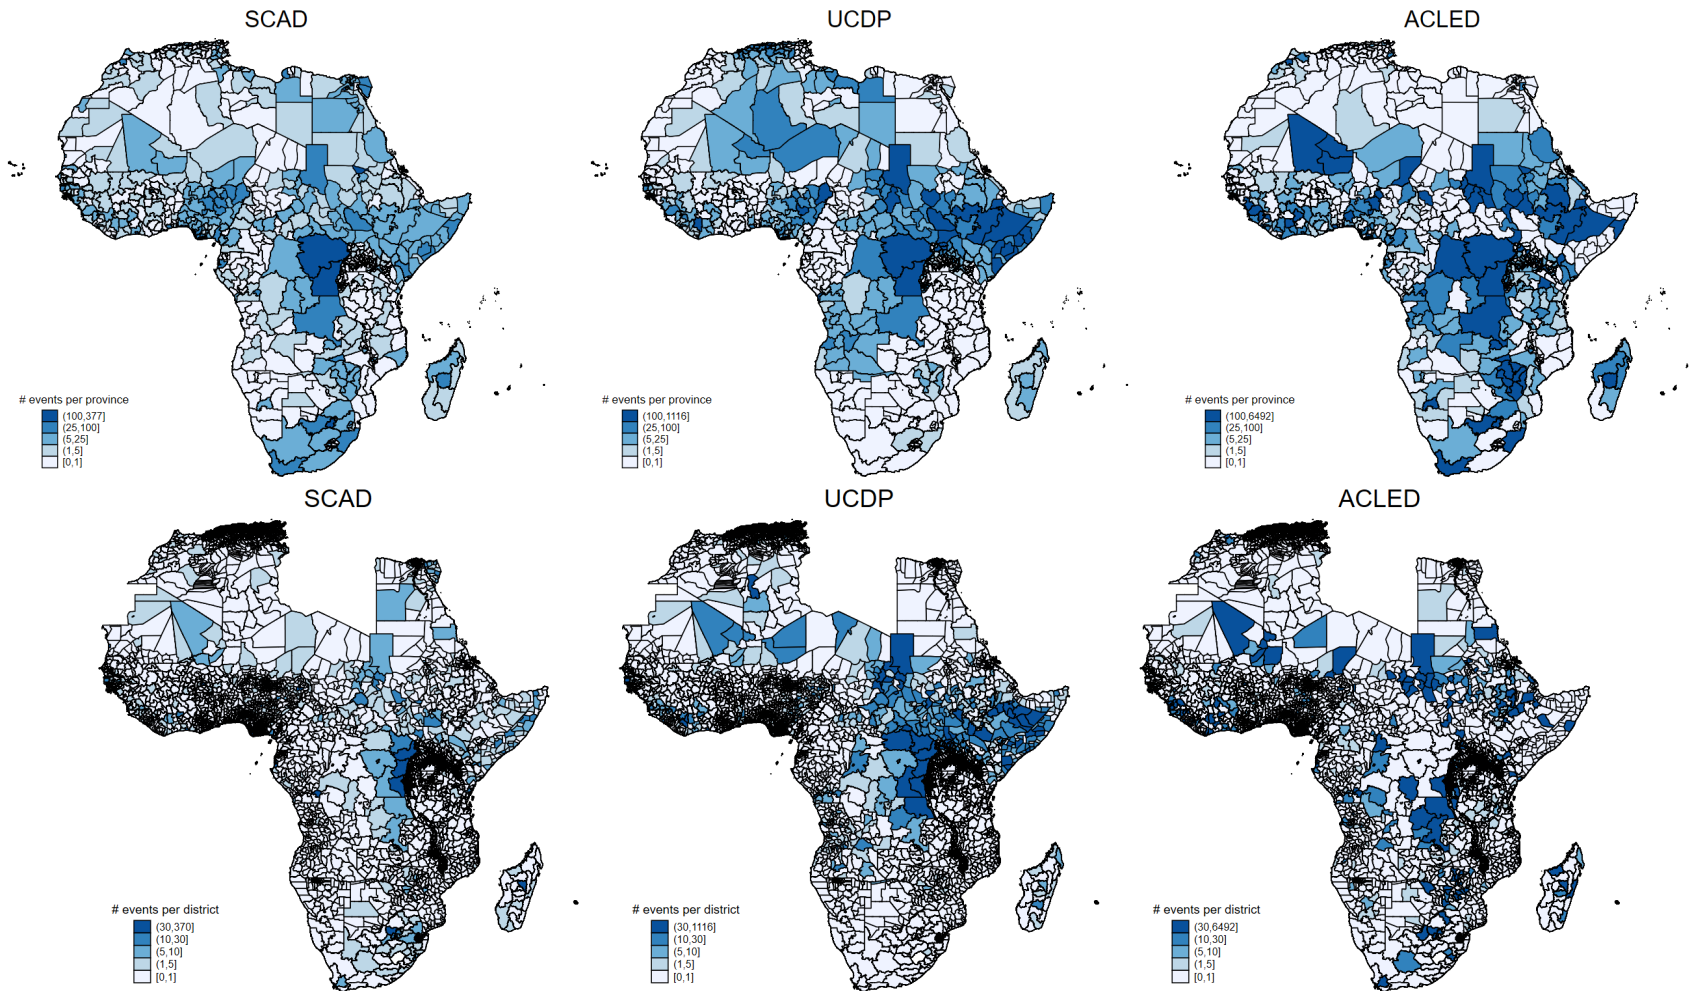 SCAD
UCDP
ACLED
# events per province
(100,377]
(25,100]
(5,25]
(1,5]
[0,1]
# events per province
(100,1116]
(25,100]
(5,25]
(1,5]
[0,1]
# events per province
(100,6492]
(25,100]
(5,25]
(1,5]
[0,1]
SCAD
UCDP
ACLED
# events per district
(30,370]
(10,30]
(5,10]
(1,5]
[0,1]
# events per district
(30,1116]
(10,30]
(5,10]
(1,5]
[0,1]
# events per district
(30,6492]
(10,30]
(5,10]
(1,5]
[0,1]